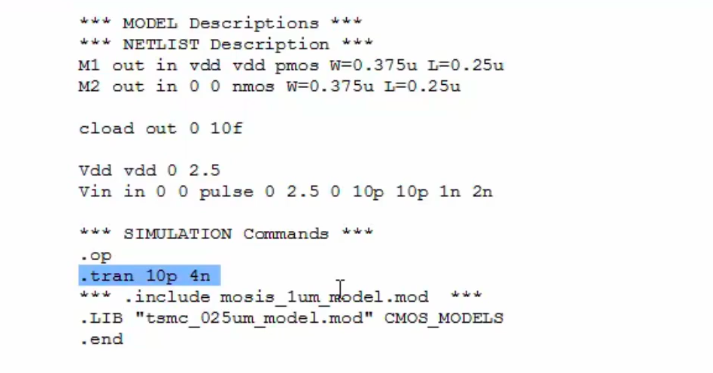 *** MODEL Descriptions ***
*** NETLIST Description ***
M1 out in vdd vdd pmos W=0.375u L=0.25u
M2 out in 0 0 nmos W=0.375u L=0.25u
cload out 0 10f
Vdd vdd 0 2.5
Vin in 0 0 pulse 0 2.5 0 10p 10p 1n 2n
*** SIMULATION Commands ***
.op
.tran 10p 4n
*** .include mosis_1um_model.mod  ***
.LIB "tsmc_025um_model.mod" CMOS_MODELS
.end